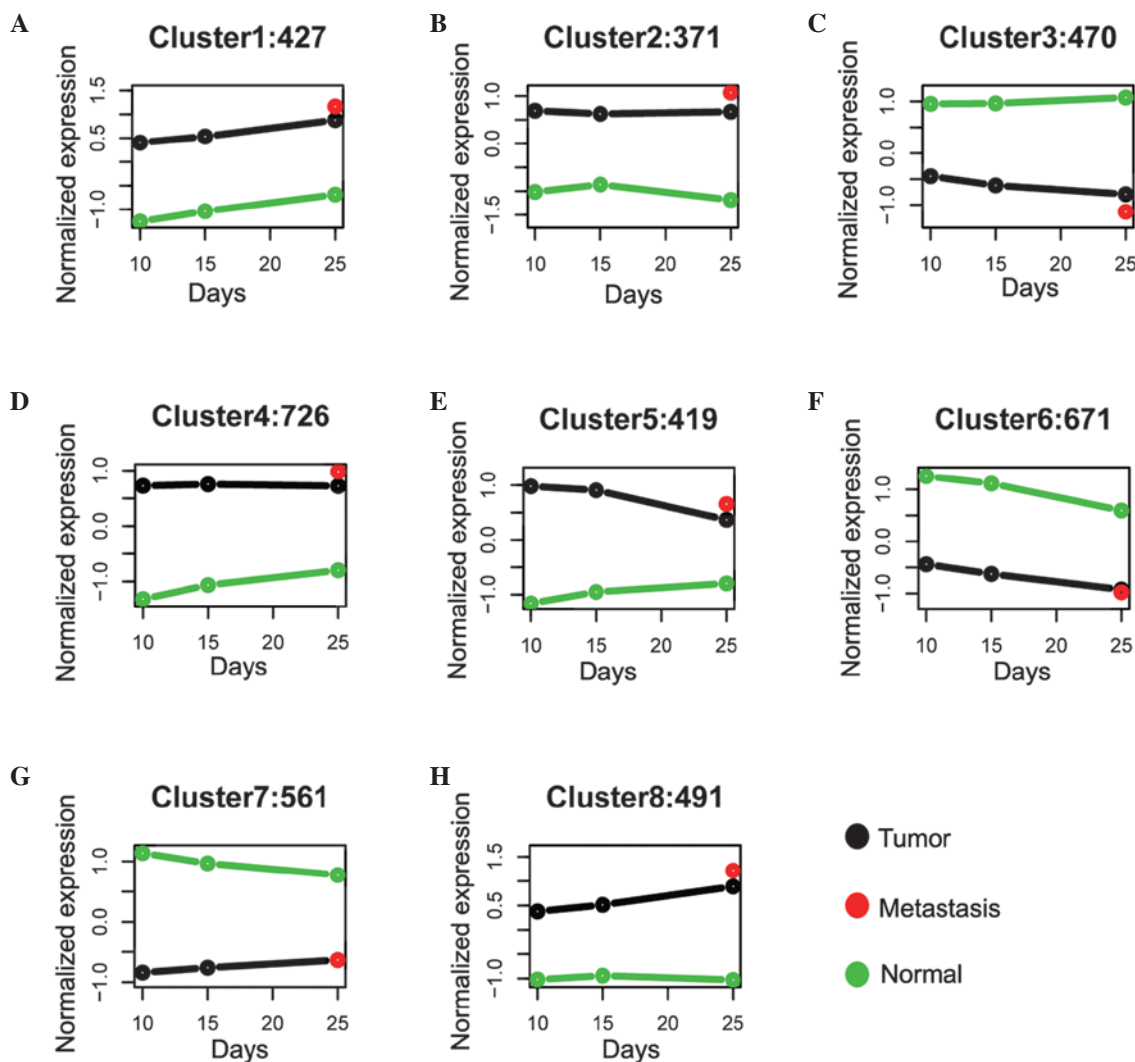 A
Cluster1:427
Normalized expression
1.5
0.5
−1.0
10 15 20 25
Days
B
Cluster2:371
Normalized expression
1.0
0.0
−1.5
10 15 20 25
Days
C
Cluster3:470
Normalized expression
1.0
0.0
−1.0
10 15 20 25
Days
D
Cluster4:726
Normalized expression
1.0
0.0
−1.0
10 15 20 25
Days
E
Cluster5:419
Normalized expression
1.0
0.0
−1.0
10 15 20 25
Days
F
Cluster6:671
Normalized expression
1.0
0.0
−1.0
10 15 20 25
Days
G
Cluster7:561
Normalized expression
1.0
0.0
−1.0
10 15 20 25
Days
H
Cluster8:491
Normalized expression
1.5
0.5
−1.0
10 15 20 25
Days
Tumor
Metastasis
Normal